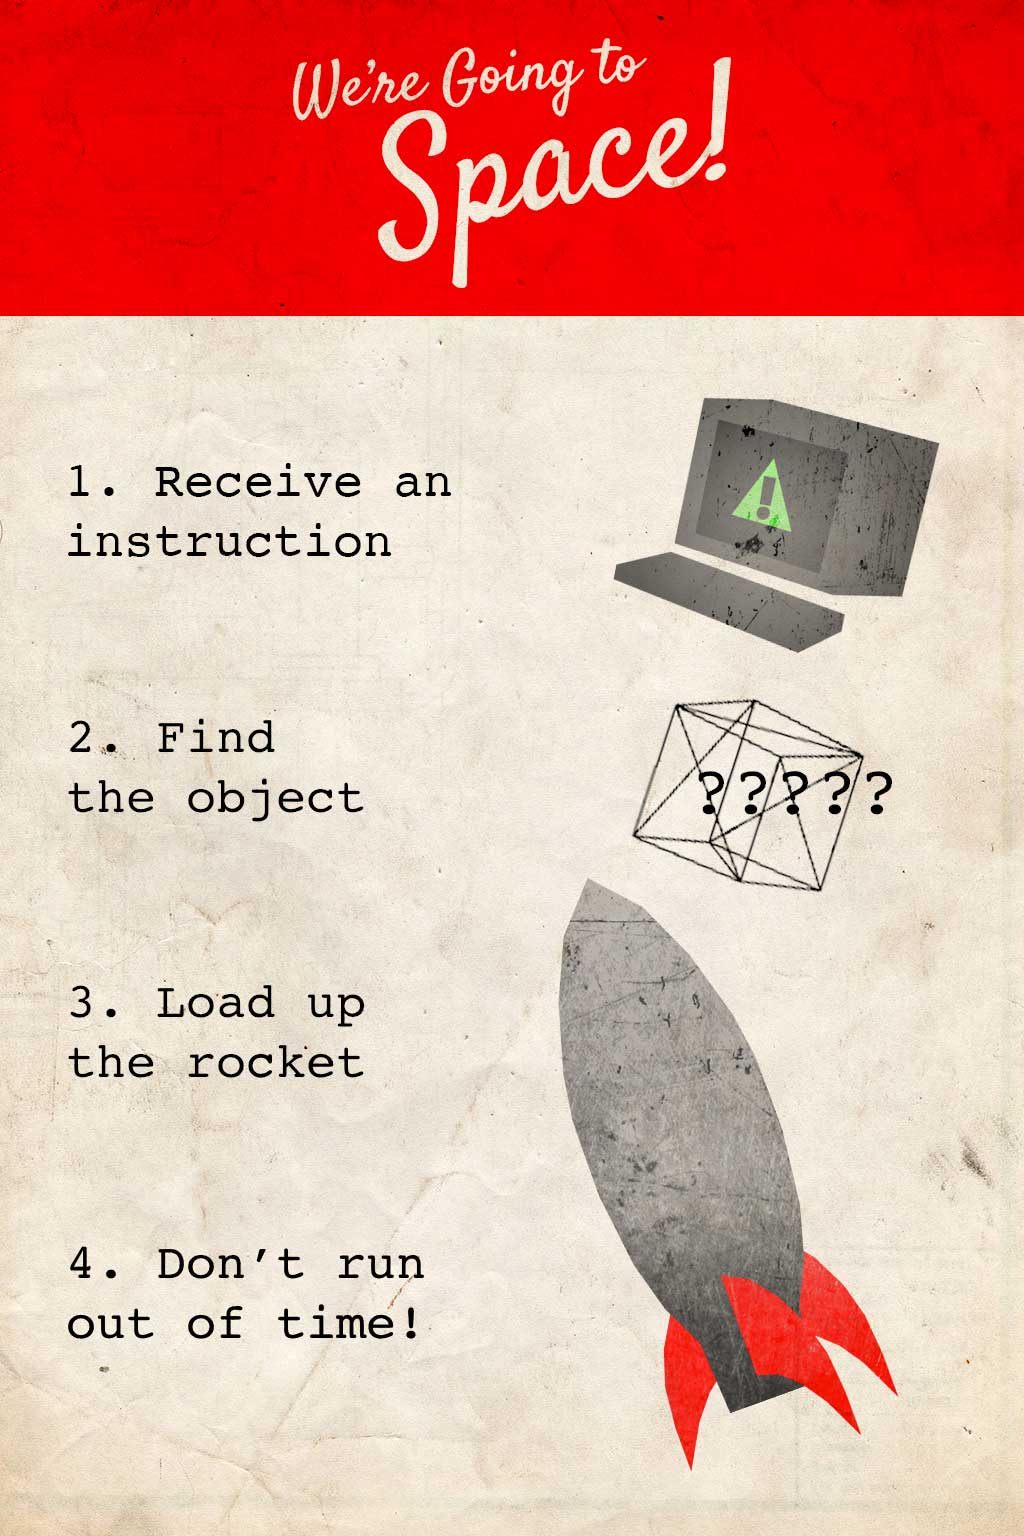 We're Going to
Space!
1. Receive an
instruction
2. Find
the object
?????
3. Load up
the rocket
4. Don't run
out of time!